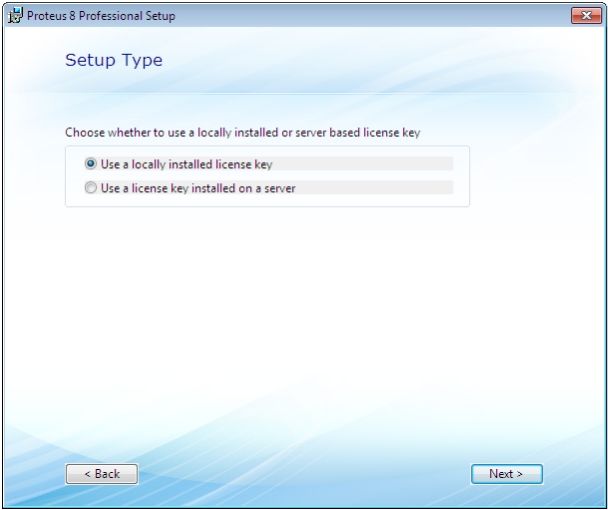 Proteus 8 Professional Setup
Setup Type
Choose whether to use a locally installed or server based license key
Use a locally installed license key
Use a license key installed on a server
< Back
Next >